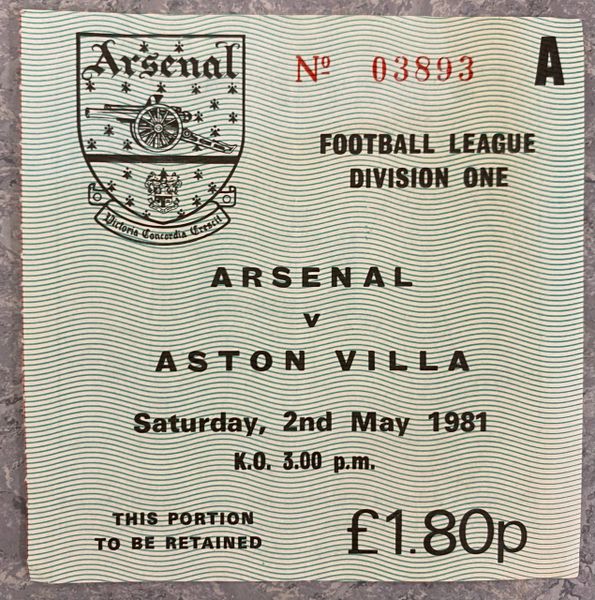 Arsenal
Victoria Concordia Crescit
Nº 03893
A
FOOTBALL LEAGUE
DIVISION ONE
ARSENAL
v
ASTON VILLA
Saturday, 2nd May 1981
K.O. 3.00 p.m.
THIS PORTION
TO BE RETAINED
£1.80p